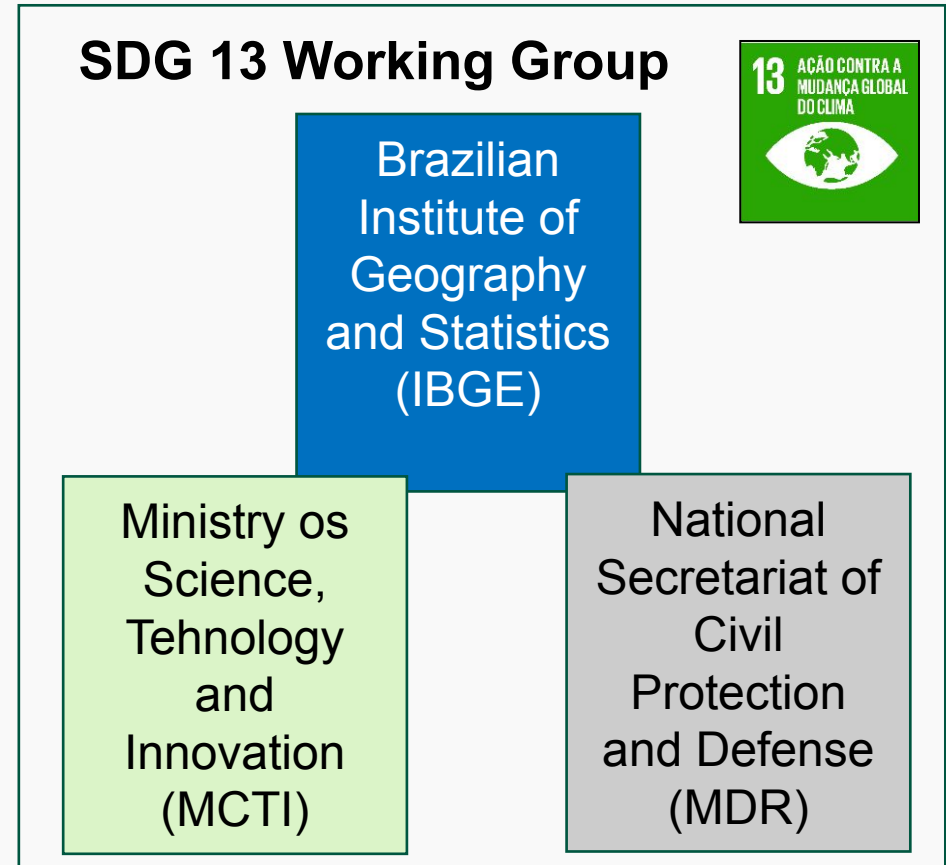 SDG 13 Working Group
13 AÇÃO CONTRA A
MUDANÇA GLOBAL
DO CLIMA
Brazilian
Institute of
Geography
and Statistics
(IBGE)
Ministry os
Science,
Tehnology
and
Innovation
(MCTI)
National
Secretariat of
Civil
Protection
and Defense
(MDR)